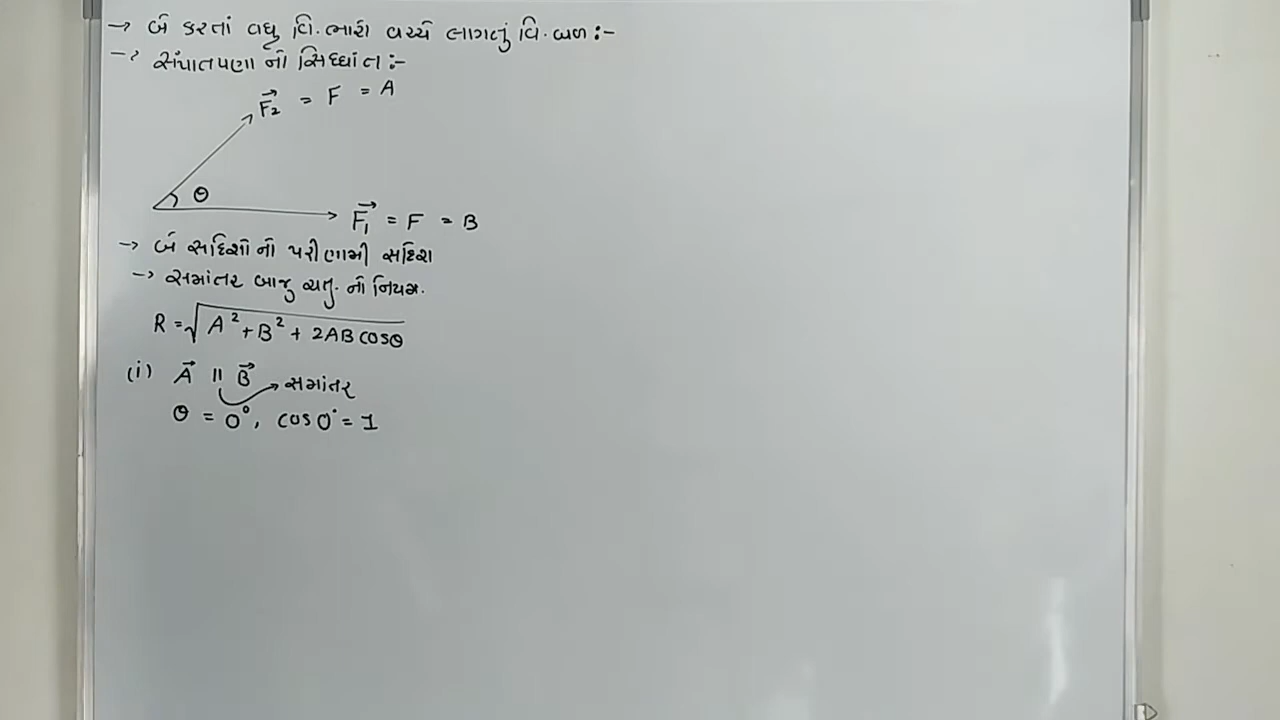 → બે કરતાં વધુ વિ.ભારો વચ્ચે લાગતું વિ.બળ :-
→ સંપાતપણા નો સિધ્ધાંત :-
F⃗₂ = F = A
θ
F⃗₁ = F = B
→ બે સદિશો નો પરીણામી સદિશ
→ સમાંતર બાજુ ચતુ. નો નિયમ.
R = √(A² + B² + 2AB cosθ)
(i) A⃗ || B⃗ → સમાંતર
θ = 0°, cos 0° = 1